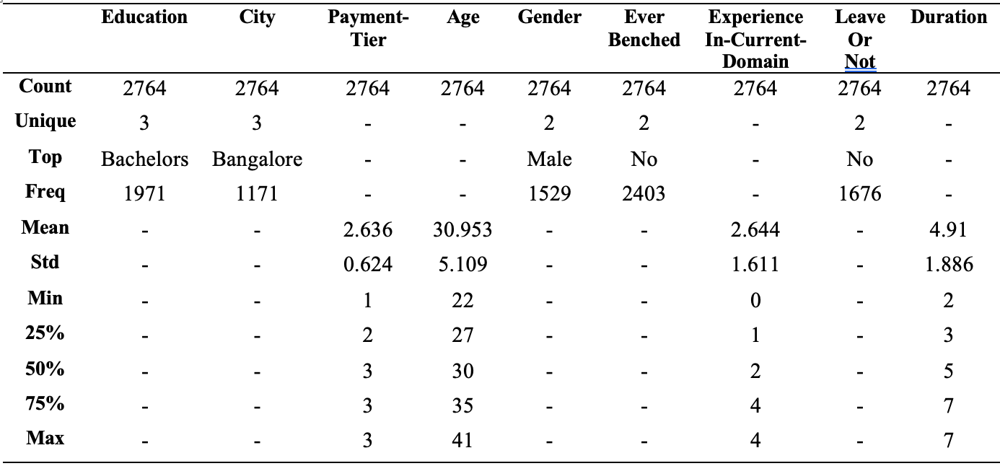 Education City Payment-Tier Age Gender Ever Benched Experience In-Current-Domain Leave Or Not Duration
Count 2764 2764 2764 2764 2764 2764 2764 2764 2764
Unique 3 3 - - 2 2 - 2 -
Top Bachelors Bangalore - - Male No - No -
Freq 1971 1171 - - 1529 2403 - 1676 -
Mean - - 2.636 30.953 - - 2.644 - 4.91
Std - - 0.624 5.109 - - 1.611 - 1.886
Min - - 1 22 - - 0 - 2
25% - - 2 27 - - 1 - 3
50% - - 3 30 - - 2 - 5
75% - - 3 35 - - 4 - 7
Max - - 3 41 - - 4 - 7